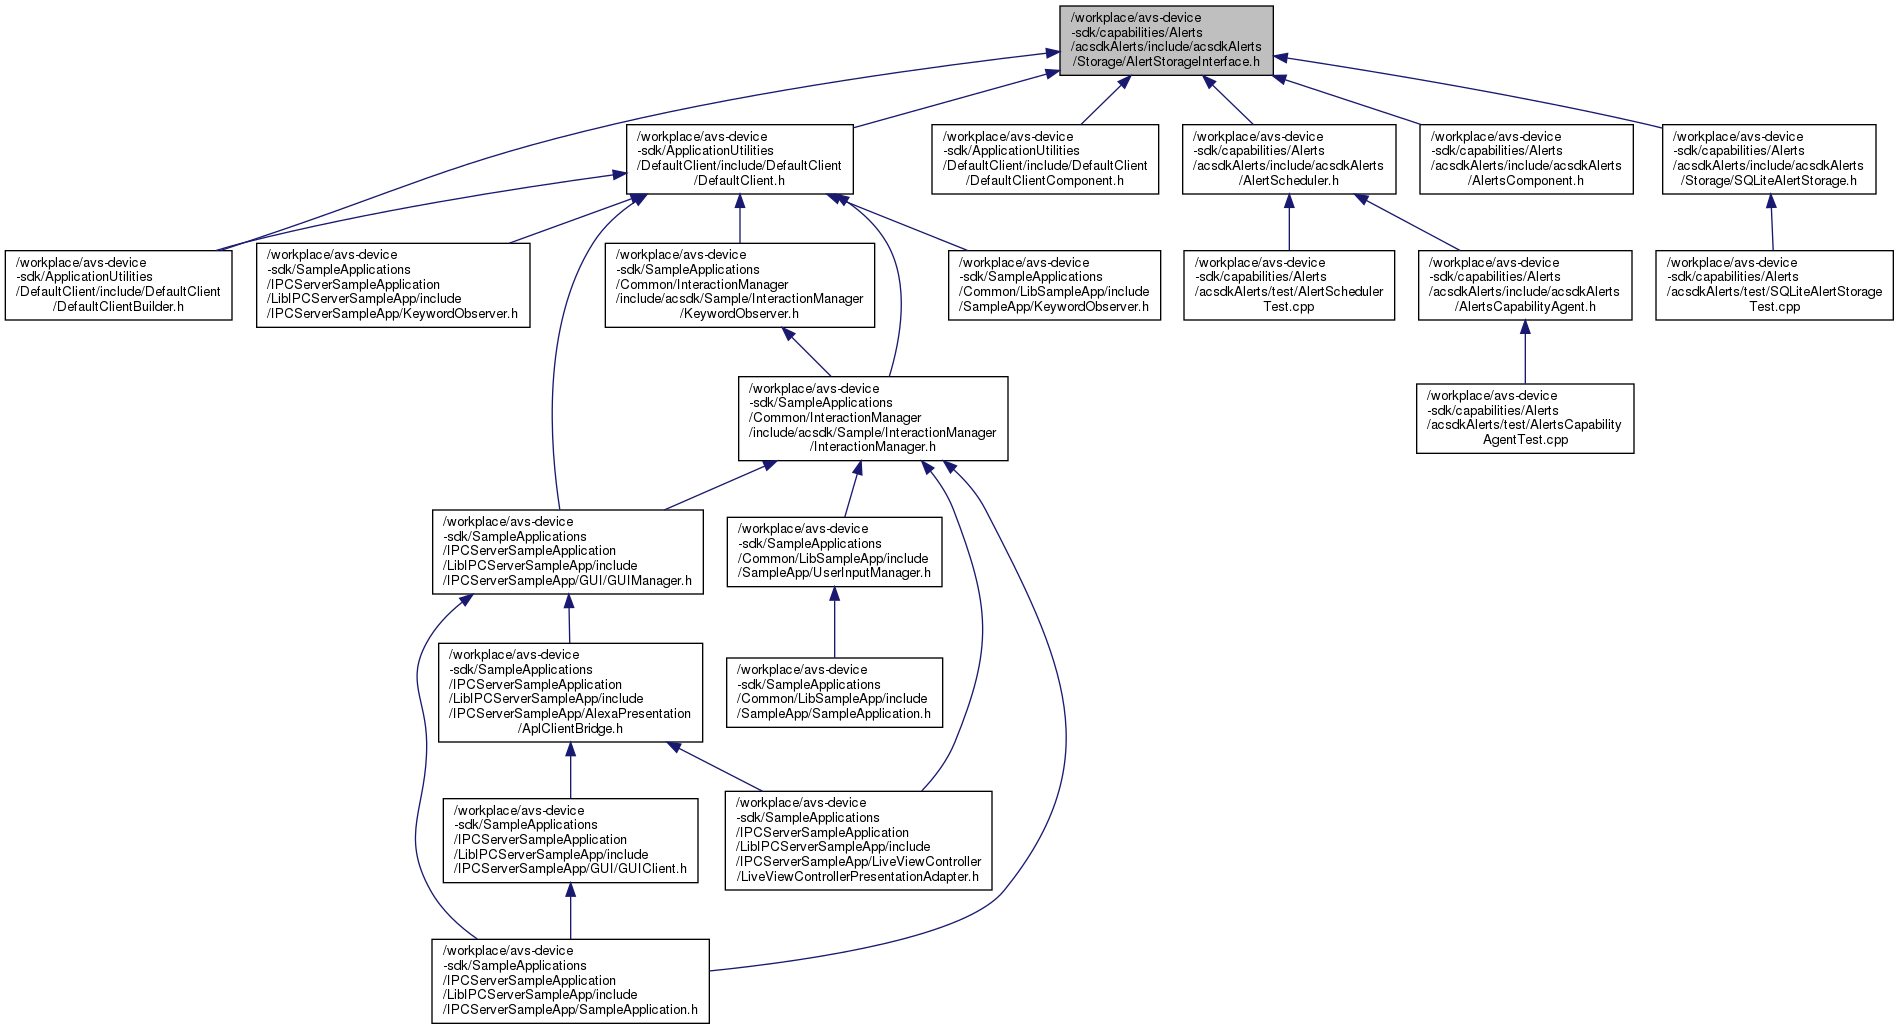 /workplace/avs-device
-sdk/capabilities/Alerts
/acsdkAlerts/include/acsdkAlerts
/Storage/AlertStorageInterface.h
/workplace/avs-device
-sdk/ApplicationUtilities
/DefaultClient/include/DefaultClient
/DefaultClient.h
/workplace/avs-device
-sdk/ApplicationUtilities
/DefaultClient/include/DefaultClient
/DefaultClientComponent.h
/workplace/avs-device
-sdk/capabilities/Alerts
/acsdkAlerts/include/acsdkAlerts
/AlertScheduler.h
/workplace/avs-device
-sdk/capabilities/Alerts
/acsdkAlerts/include/acsdkAlerts
/AlertsComponent.h
/workplace/avs-device
-sdk/capabilities/Alerts
/acsdkAlerts/include/acsdkAlerts
/Storage/SQLiteAlertStorage.h
/workplace/avs-device
-sdk/ApplicationUtilities
/DefaultClient/include/DefaultClient
/DefaultClientBuilder.h
/workplace/avs-device
-sdk/SampleApplications
/IPCServerSampleApplication
/LibIPCServerSampleApp/include
/IPCServerSampleApp/KeywordObserver.h
/workplace/avs-device
-sdk/SampleApplications
/Common/InteractionManager
/include/acsdk/Sample/InteractionManager
/KeywordObserver.h
/workplace/avs-device
-sdk/SampleApplications
/Common/LibSampleApp/include
/SampleApp/KeywordObserver.h
/workplace/avs-device
-sdk/capabilities/Alerts
/acsdkAlerts/test/AlertScheduler
Test.cpp
/workplace/avs-device
-sdk/capabilities/Alerts
/acsdkAlerts/include/acsdkAlerts
/AlertsCapabilityAgent.h
/workplace/avs-device
-sdk/capabilities/Alerts
/acsdkAlerts/test/SQLiteAlertStorage
Test.cpp
/workplace/avs-device
-sdk/SampleApplications
/Common/InteractionManager
/include/acsdk/Sample/InteractionManager
/InteractionManager.h
/workplace/avs-device
-sdk/capabilities/Alerts
/acsdkAlerts/test/AlertsCapability
AgentTest.cpp
/workplace/avs-device
-sdk/SampleApplications
/IPCServerSampleApplication
/LibIPCServerSampleApp/include
/IPCServerSampleApp/GUI/GUIManager.h
/workplace/avs-device
-sdk/SampleApplications
/Common/LibSampleApp/include
/SampleApp/UserInputManager.h
/workplace/avs-device
-sdk/SampleApplications
/IPCServerSampleApplication
/LibIPCServerSampleApp/include
/IPCServerSampleApp/AlexaPresentation
/AplClientBridge.h
/workplace/avs-device
-sdk/SampleApplications
/Common/LibSampleApp/include
/SampleApp/SampleApplication.h
/workplace/avs-device
-sdk/SampleApplications
/IPCServerSampleApplication
/LibIPCServerSampleApp/include
/IPCServerSampleApp/GUI/GUIClient.h
/workplace/avs-device
-sdk/SampleApplications
/IPCServerSampleApplication
/LibIPCServerSampleApp/include
/IPCServerSampleApp/LiveViewController
/LiveViewControllerPresentationAdapter.h
/workplace/avs-device
-sdk/SampleApplications
/IPCServerSampleApplication
/LibIPCServerSampleApp/include
/IPCServerSampleApp/SampleApplication.h